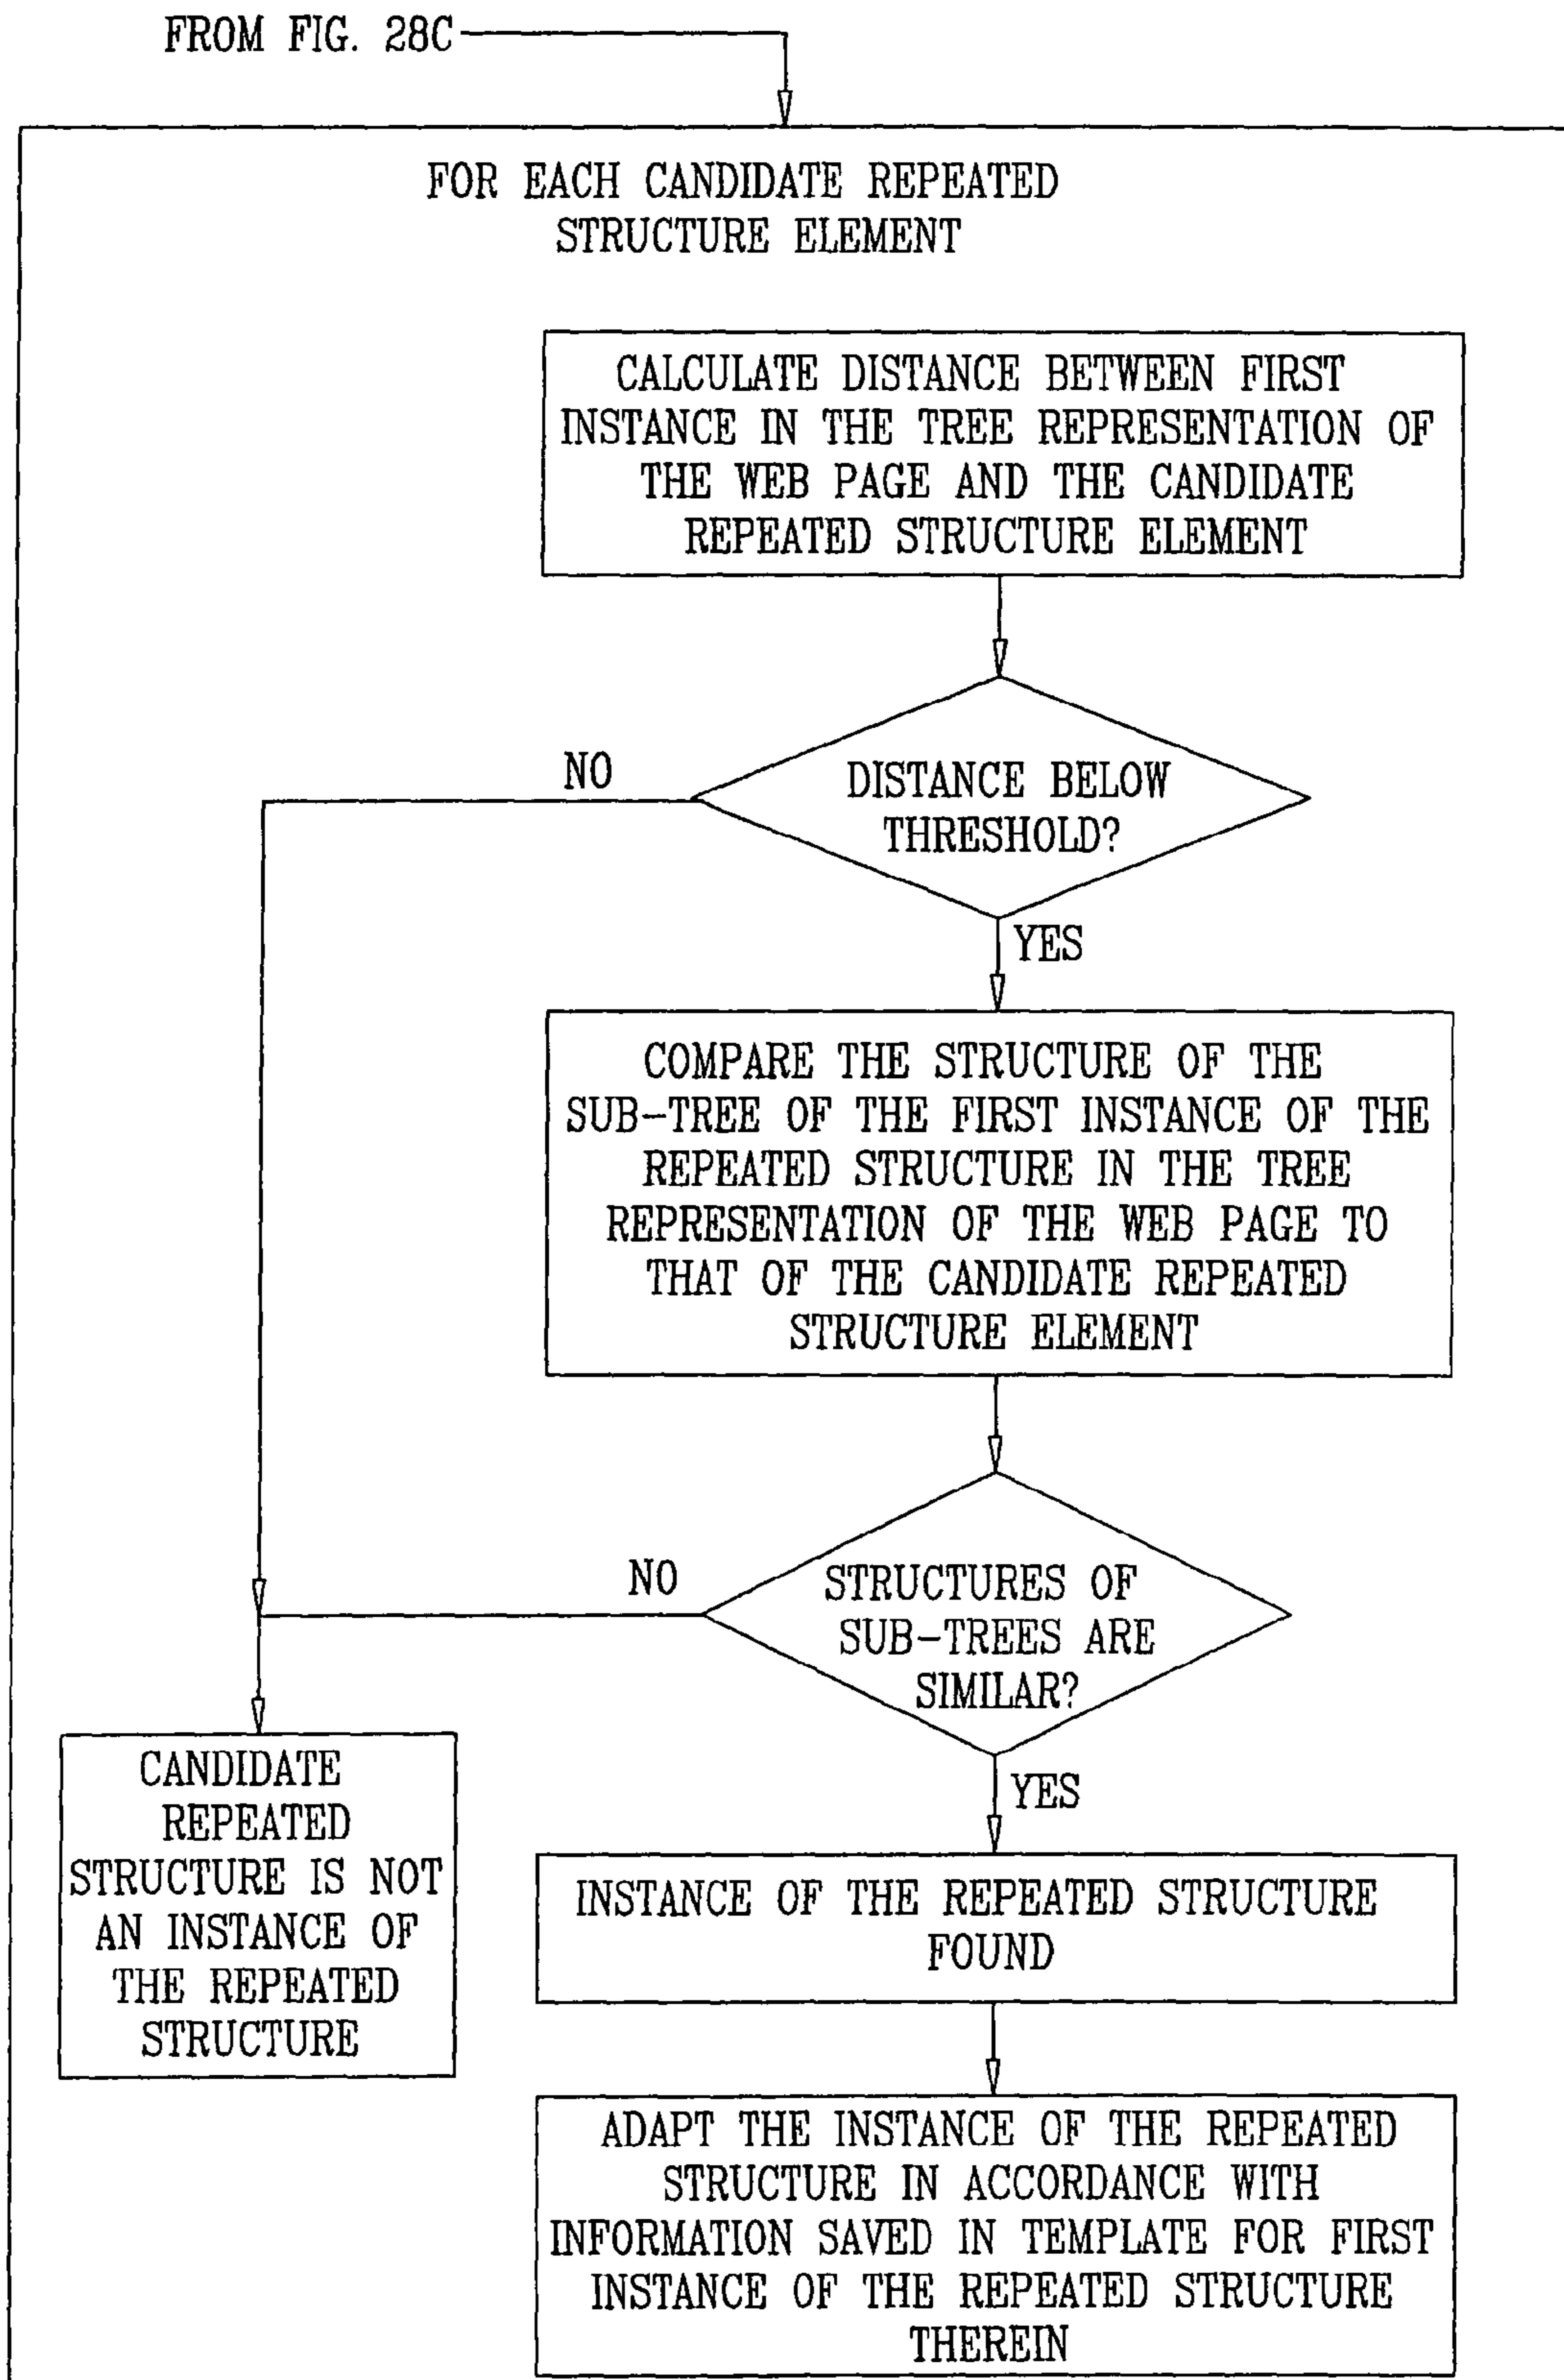 FROM FIG. 28C
FOR EACH CANDIDATE REPEATED
STRUCTURE ELEMENT
CALCULATE DISTANCE BETWEEN FIRST
INSTANCE IN THE TREE REPRESENTATION OF
THE WEB PAGE AND THE CANDIDATE
REPEATED STRUCTURE ELEMENT
NO
DISTANCE BELOW
THRESHOLD?
YES
COMPARE THE STRUCTURE OF THE
SUB-TREE OF THE FIRST INSTANCE OF THE
REPEATED STRUCTURE IN THE TREE
REPRESENTATION OF THE WEB PAGE TO
THAT OF THE CANDIDATE REPEATED
STRUCTURE ELEMENT
NO
STRUCTURES OF
SUB-TREES ARE
SIMILAR?
YES
CANDIDATE
REPEATED
STRUCTURE IS NOT
AN INSTANCE OF
THE REPEATED
STRUCTURE
INSTANCE OF THE REPEATED STRUCTURE
FOUND
ADAPT THE INSTANCE OF THE REPEATED
STRUCTURE IN ACCORDANCE WITH
INFORMATION SAVED IN TEMPLATE FOR FIRST
INSTANCE OF THE REPEATED STRUCTURE
THEREIN